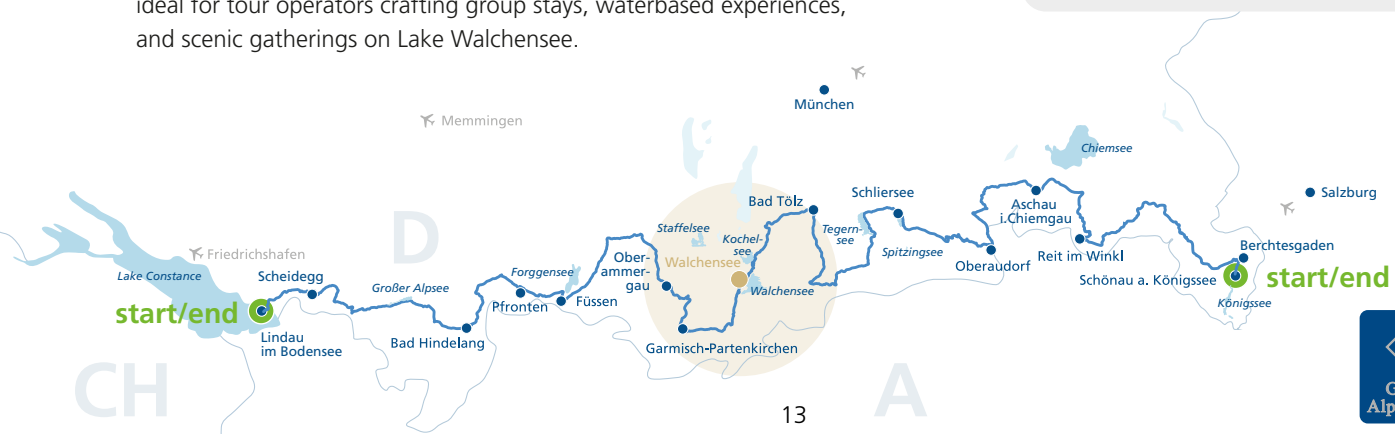 ideal for tour operators crafting group stays, waterbased experiences,
and scenic gatherings on Lake Walchensee.
München
Memmingen
Chiemsee
Salzburg
Schliersee
Bad Tölz
Aschau
i.Chiemgau
Staffelsee
Kochel-
see
Tegern-
see
D
Friedrichshafen
Ober-
ammer-
gau
Walchensee
Spitzingsee
Oberaudorf
Reit im Winkl
Berchtesgaden
Lake Constance
Scheidegg
Großer Alpsee
Forggensee
Walchensee
Schönau a. Königssee
start/end
Pfronten
Füssen
Königssee
start/end
Lindau
im Bodensee
Bad Hindelang
Garmisch-Partenkirchen
CH
A
13